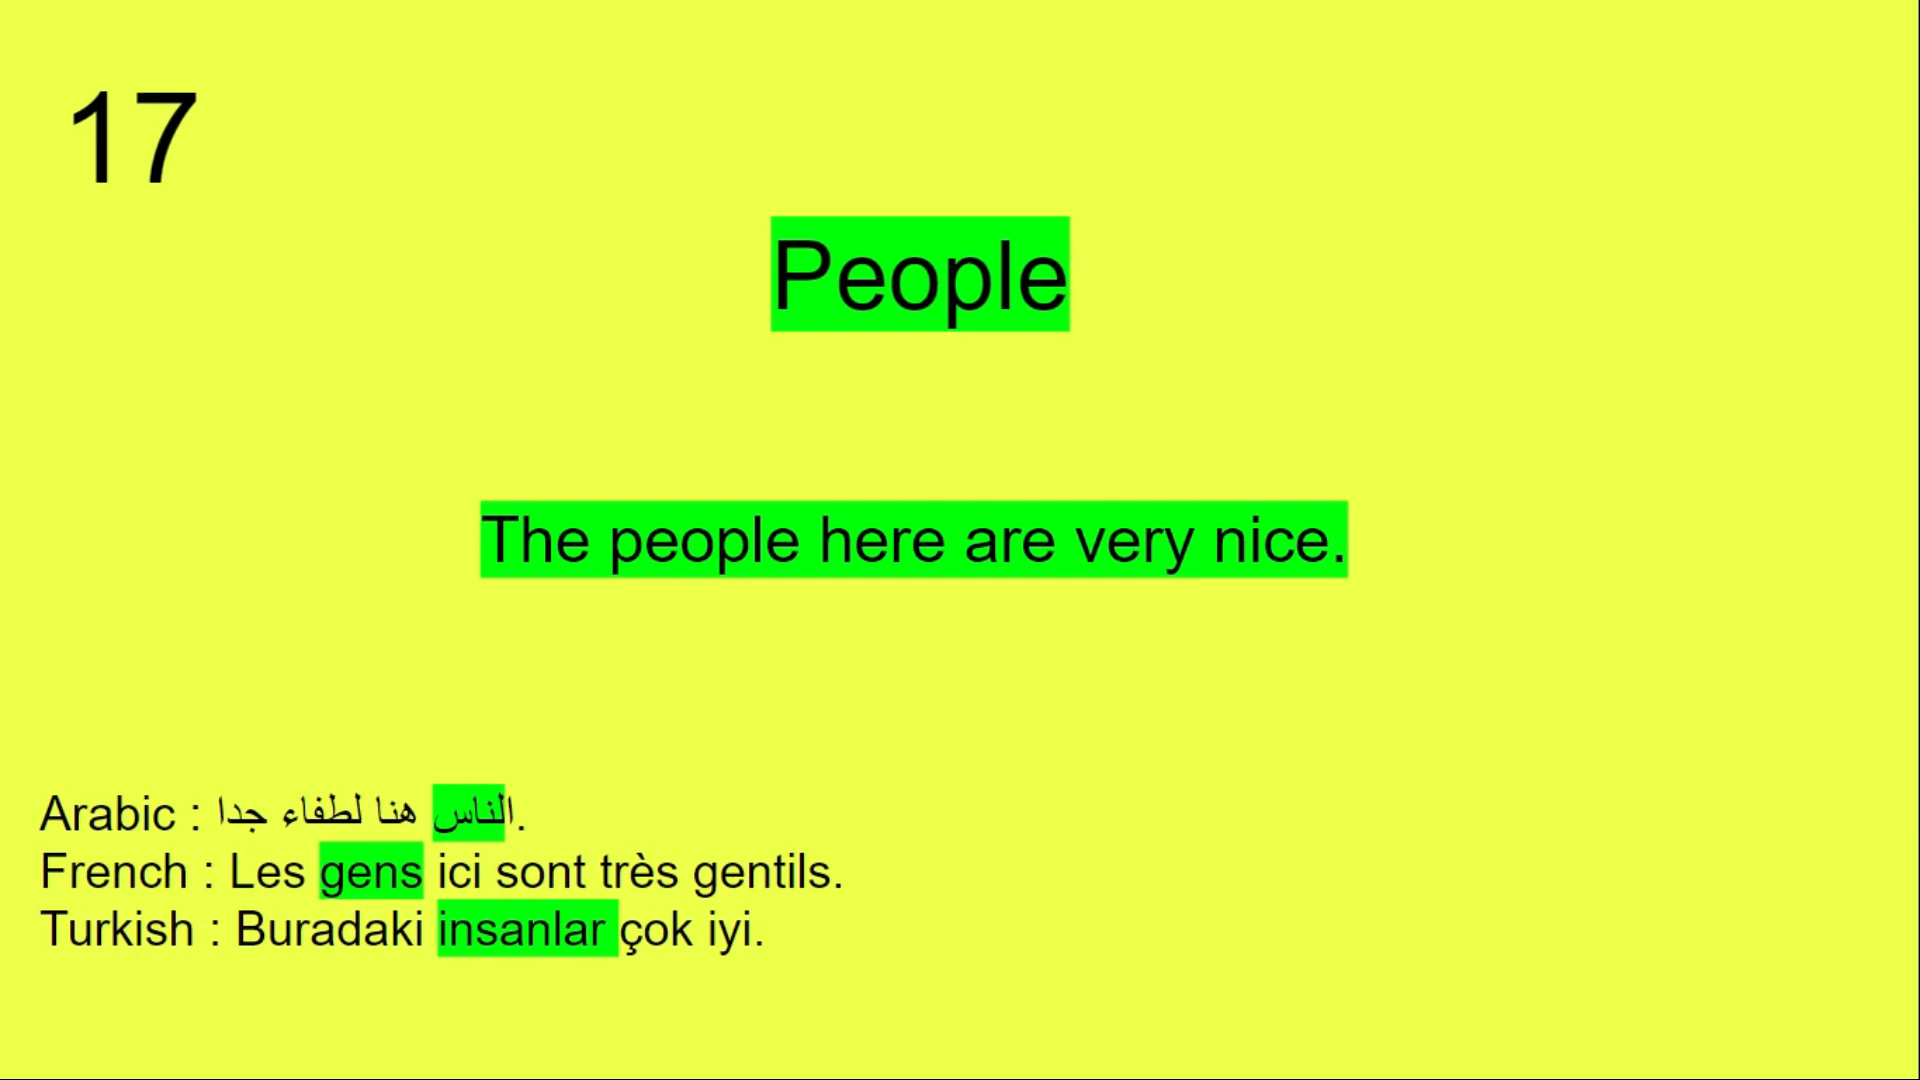 17
People
The people here are very nice.
Arabic : الناس هنا لطفاء جدا.
French : Les gens ici sont très gentils.
Turkish : Buradaki insanlar çok iyi.